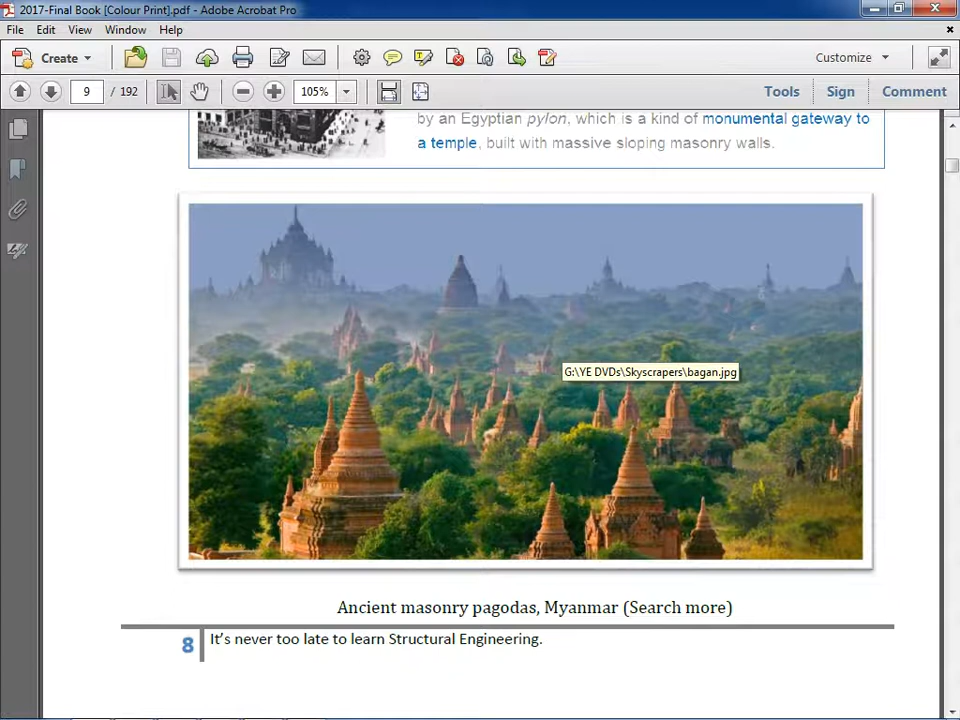 2017-Final Book [Colour Print].pdf - Adobe Acrobat Pro
File Edit View Window Help
Create Customize
9 / 192 105% Tools Sign Comment
by an Egyptian pylon, which is a kind of monumental gateway to
a temple, built with massive sloping masonry walls.
G:\YE DVDs\Skyscrapers\bagan.jpg
Ancient masonry pagodas, Myanmar (Search more)
8 It’s never too late to learn Structural Engineering.